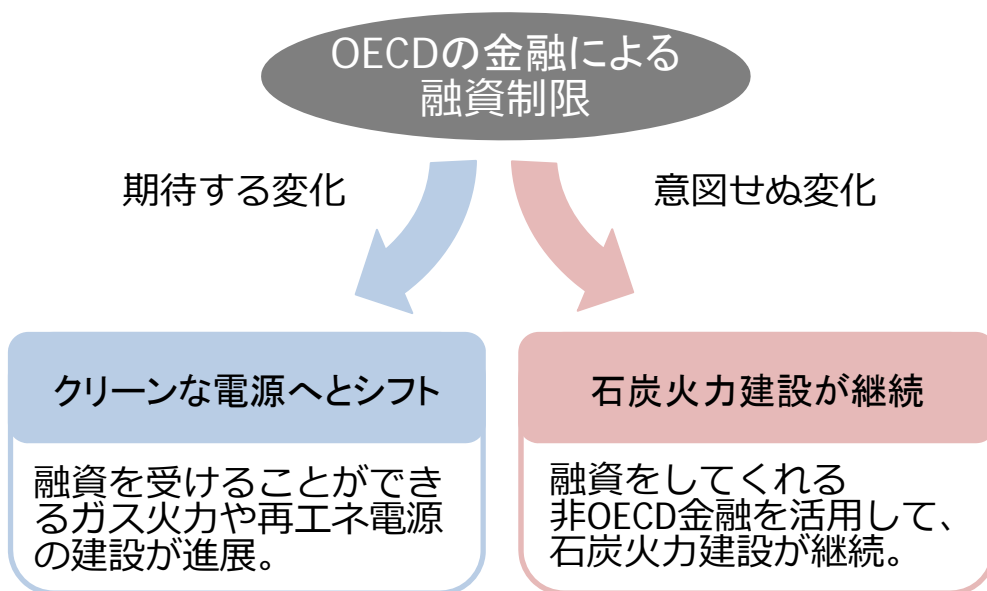 OECDの金融による
融資制限
期待する変化
意図せぬ変化
クリーンな電源へとシフト
融資を受けることができ
るガス火力や再エネ電源
の建設が進展。
石炭火力建設が継続
融資をしてくれる
非OECD金融を活用して、
石炭火力建設が継続。